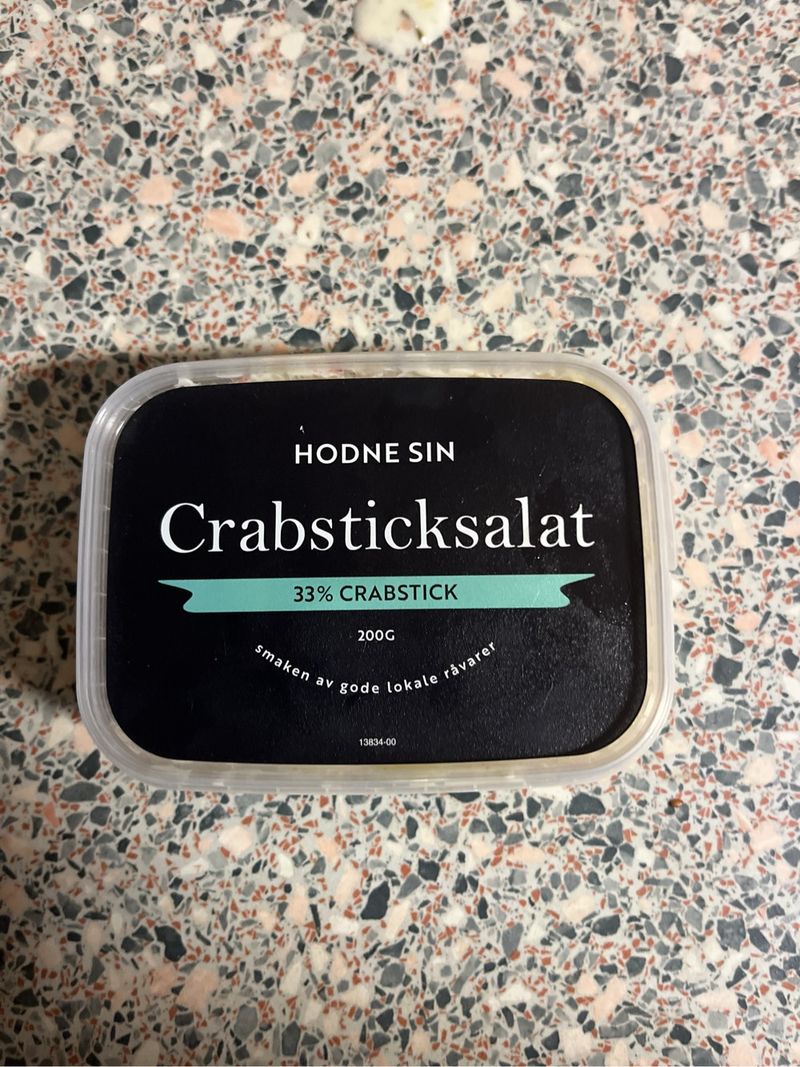 HODNE SIN
Crabsticksalat
33% CRABSTICK
200G
smaken av gode lokale råvarer
13834-00